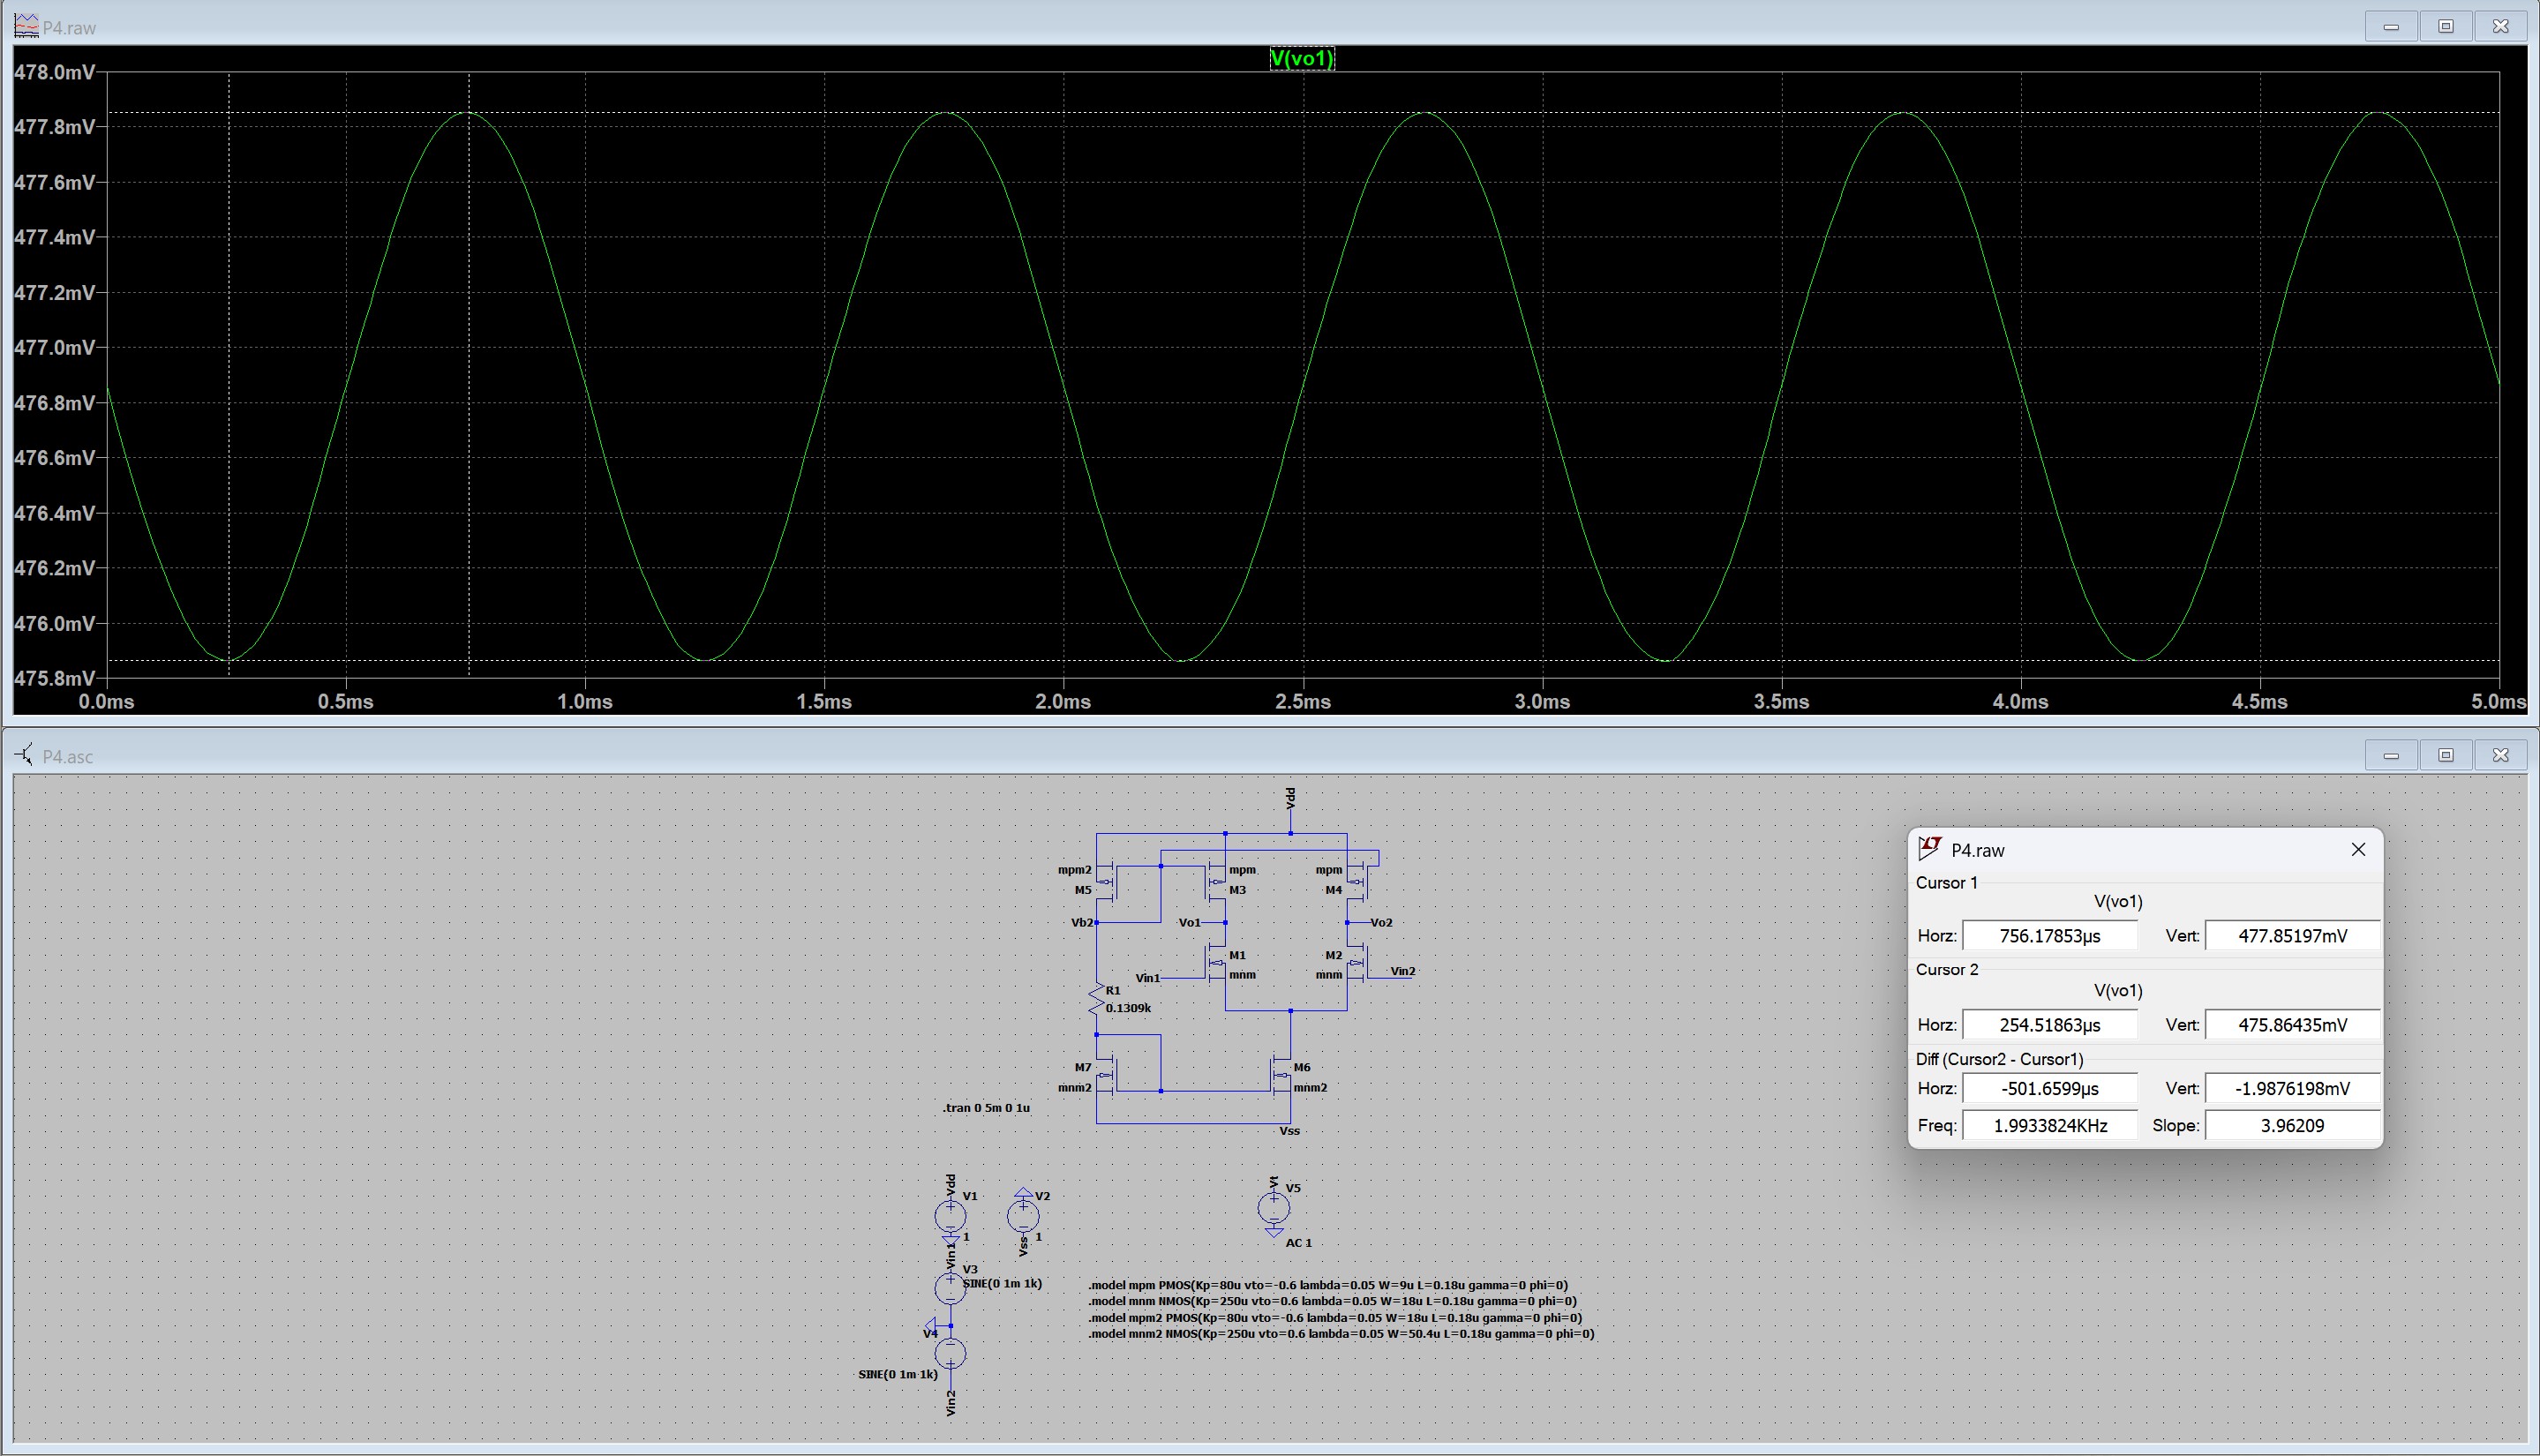 P4.raw
V(vo1)
478.0mV
477.8mV
477.6mV
477.4mV
477.2mV
477.0mV
476.8mV
476.6mV
476.4mV
476.2mV
476.0mV
475.8mV
0.0ms 0.5ms 1.0ms 1.5ms 2.0ms 2.5ms 3.0ms 3.5ms 4.0ms 4.5ms 5.0ms
P4.asc
Vdd
mpm2 mpm mpm
M5 M3 M4
Vb2 Vo1 Vo2
M1 M2
mnm mnm
Vin1 Vin2
R1
0.1309k
M7 M6
mnm2 mnm2
.tran 0 5m 0 1u
Vss
Vdd
V1
1
V2
Vss
1
Vt
V5
AC 1
Vin1
V3
SINE(0 1m 1k)
V4
SINE(0 1m 1k)
Vin2
.model mpm PMOS(Kp=80u vto=-0.6 lambda=0.05 W=9u L=0.18u gamma=0 phi=0)
.model mnm NMOS(Kp=250u vto=0.6 lambda=0.05 W=18u L=0.18u gamma=0 phi=0)
.model mpm2 PMOS(Kp=80u vto=-0.6 lambda=0.05 W=18u L=0.18u gamma=0 phi=0)
.model mnm2 NMOS(Kp=250u vto=0.6 lambda=0.05 W=50.4u L=0.18u gamma=0 phi=0)
P4.raw
Cursor 1
V(vo1)
Horz: 756.17853µs Vert: 477.85197mV
Cursor 2
V(vo1)
Horz: 254.51863µs Vert: 475.86435mV
Diff (Cursor2 - Cursor1)
Horz: -501.6599µs Vert: -1.9876198mV
Freq: 1.9933824KHz Slope: 3.96209